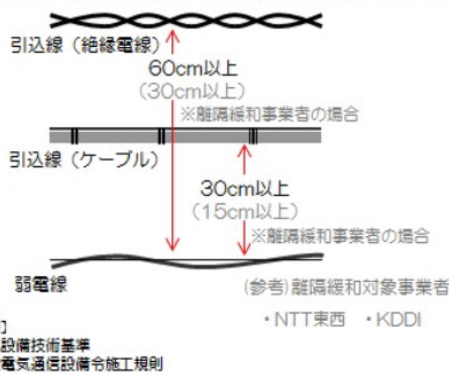 引込線（絶縁電線）
60cm以上
（30cm以上）
※離隔緩和事業者の場合
引込線（ケーブル）
30cm以上
（15cm以上）
※離隔緩和事業者の場合
弱電線
（参考）離隔緩和対象事業者
・NTT東西 ・KDDI
］
設備技術基準
電気通信設備令施工規則